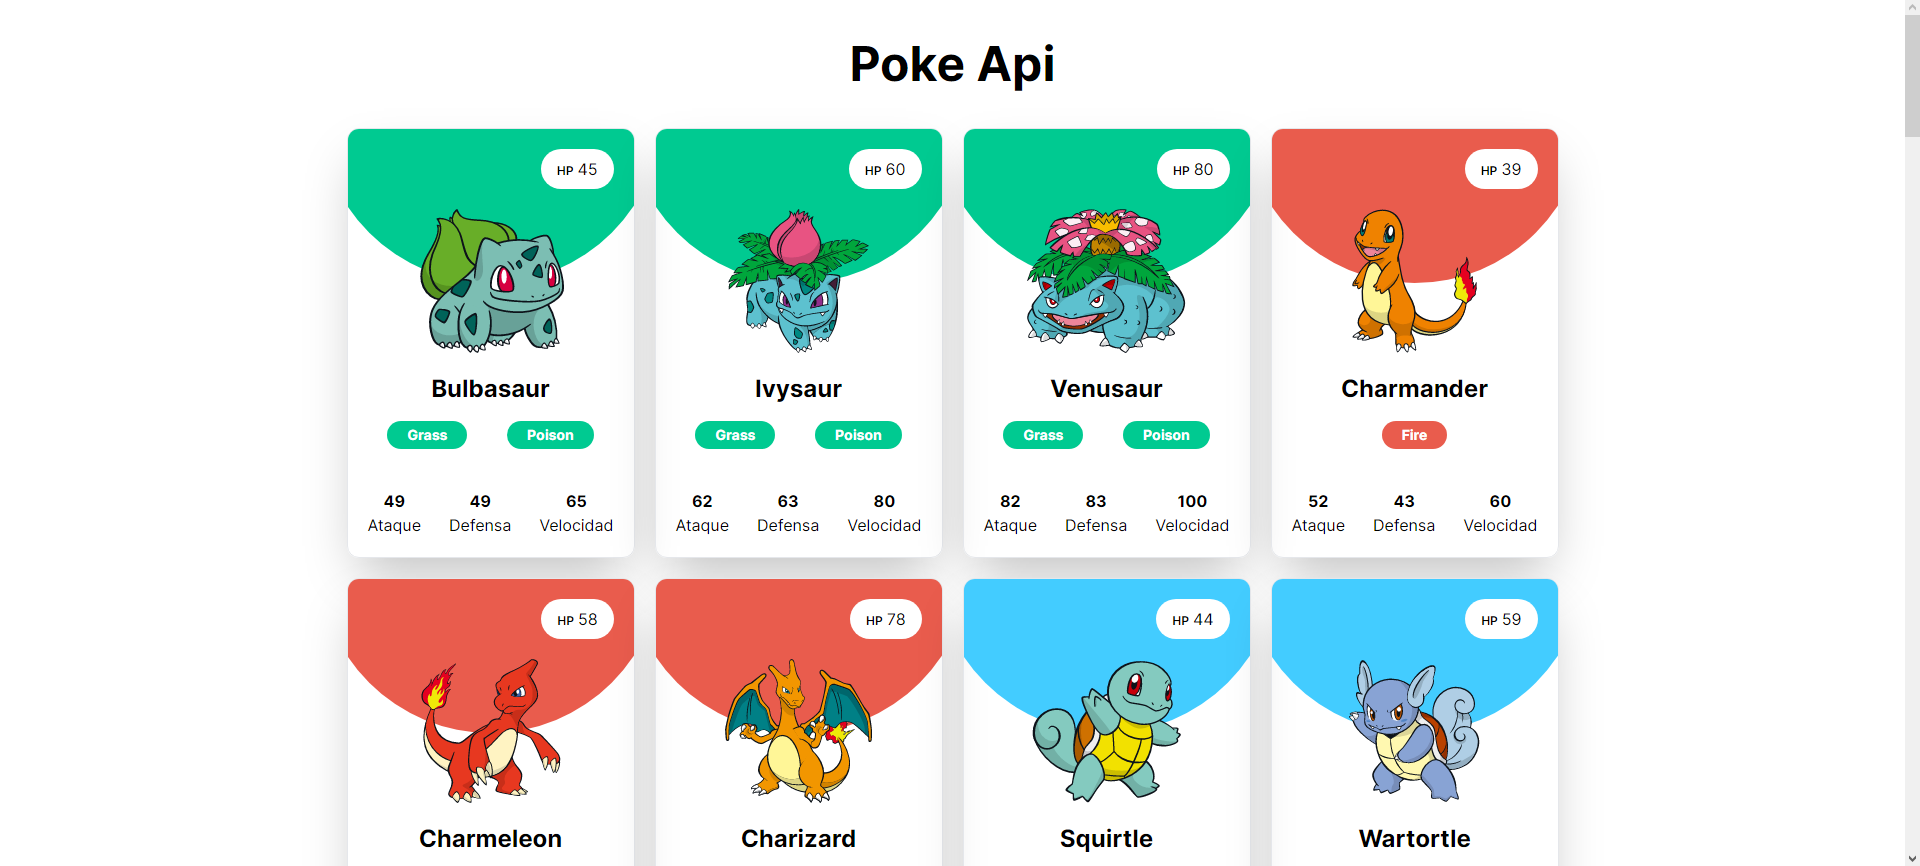 Poke Api
HP 45
Bulbasaur
Grass Poison
49 49 65
Ataque Defensa Velocidad
HP 60
Ivysaur
Grass Poison
62 63 80
Ataque Defensa Velocidad
HP 80
Venusaur
Grass Poison
82 83 100
Ataque Defensa Velocidad
HP 39
Charmander
Fire
52 43 60
Ataque Defensa Velocidad
HP 58
Charmeleon
HP 78
Charizard
HP 44
Squirtle
HP 59
Wartortle